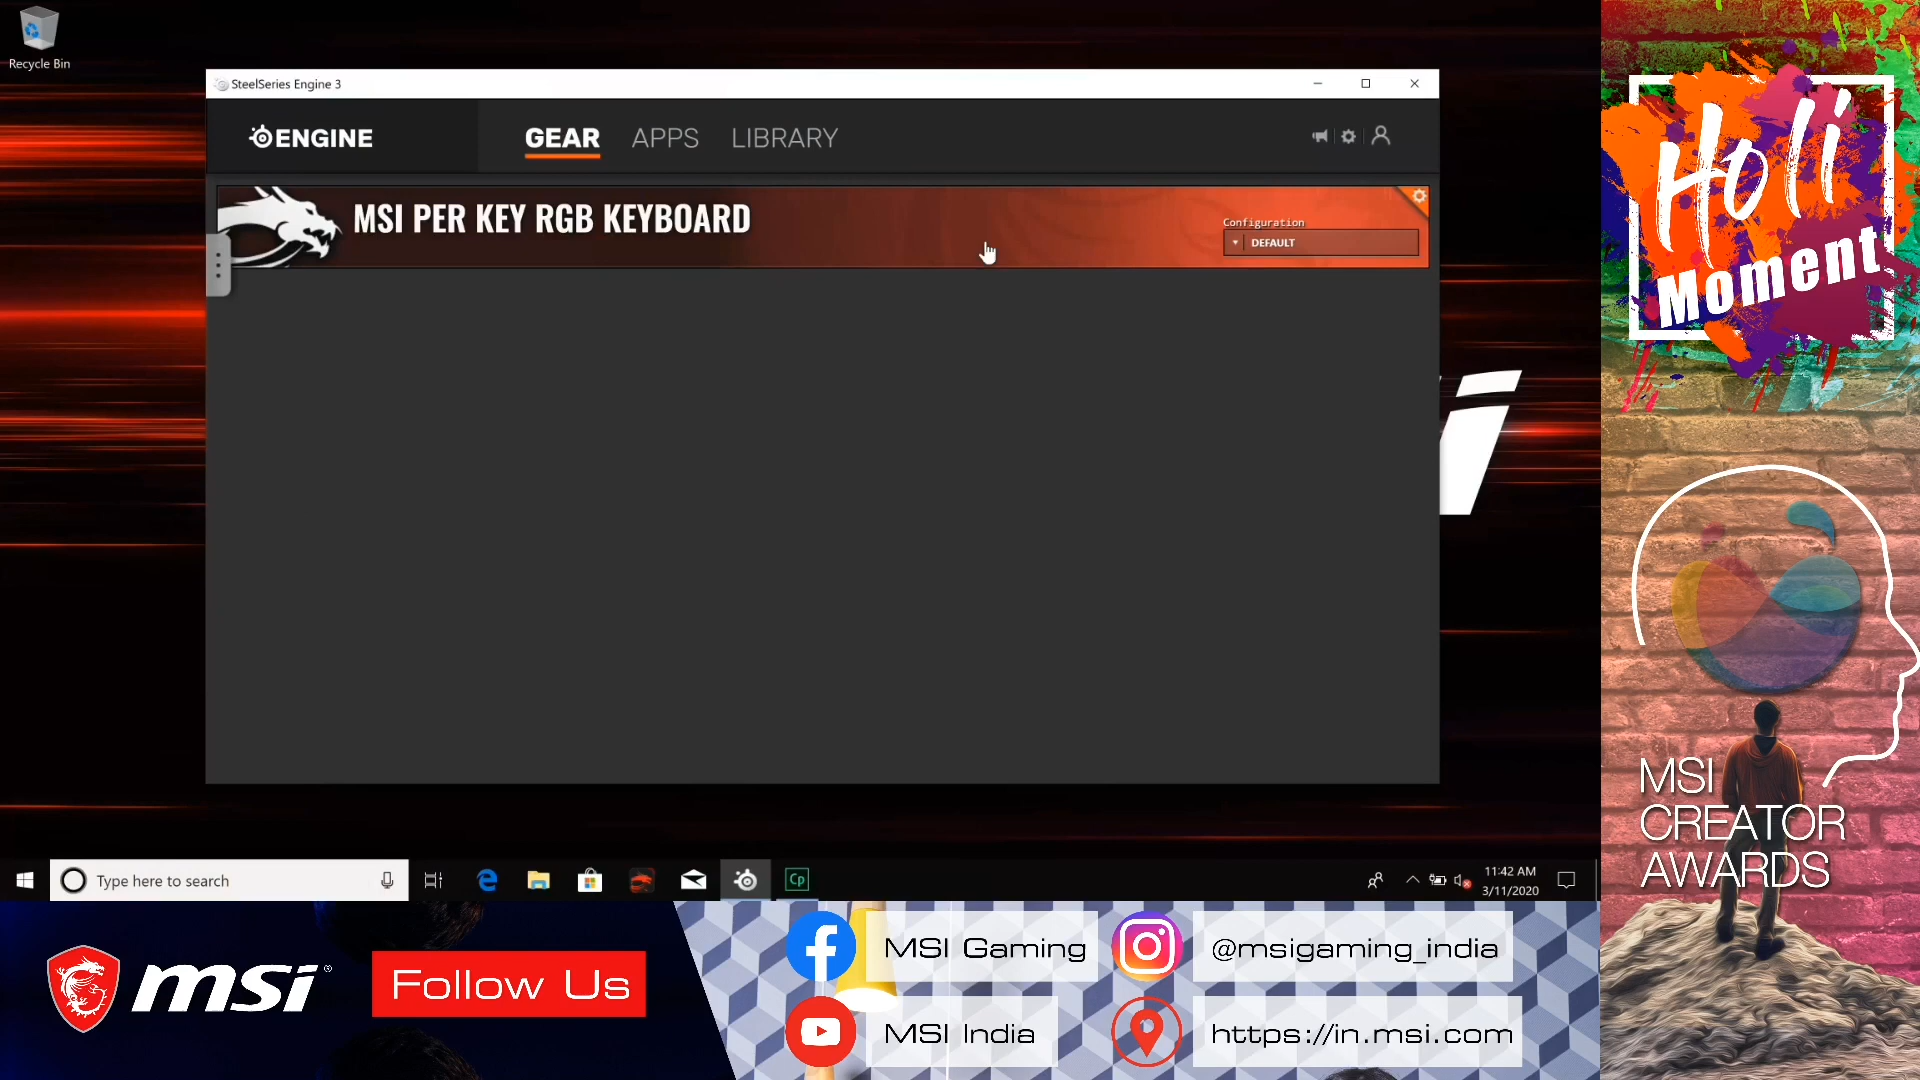 Recycle Bin
SteelSeries Engine 3
ENGINE
GEAR
APPS
LIBRARY
MSI PER KEY RGB KEYBOARD
Configuration
DEFAULT
Type here to search
Cp
11:42 AM
3/11/2020
Holi
Moment
MSI
CREATOR
AWARDS
msi®
Follow Us
MSI Gaming
@msigaming_india
MSI India
https://in.msi.com